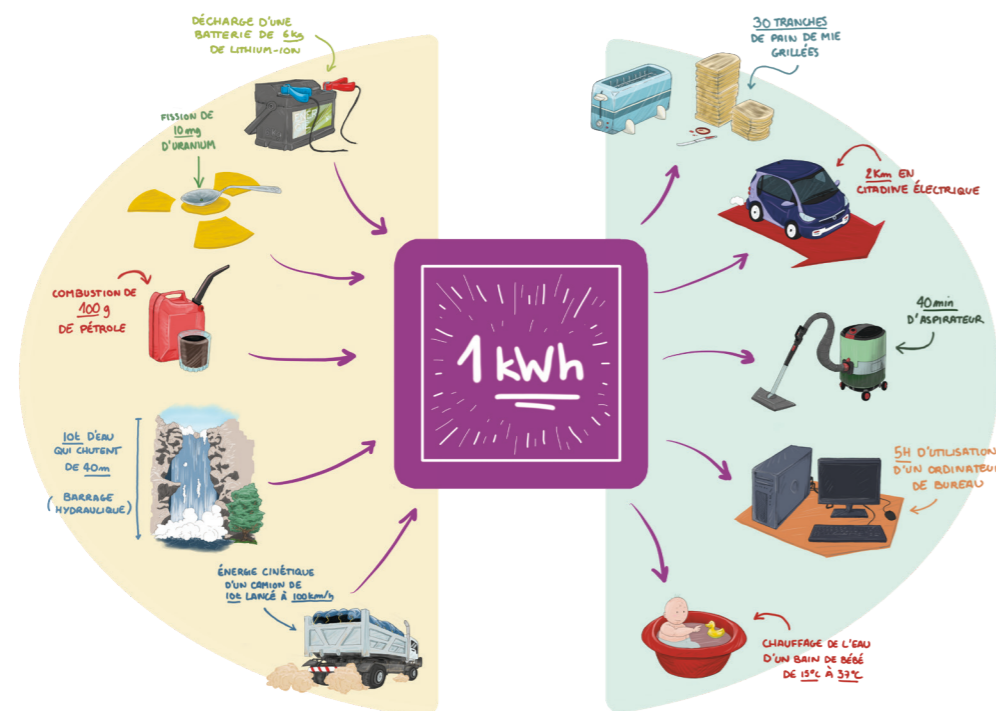 DÉCHARGE D'UNE
BATTERIE DE 6kg
DE LITHIUM-ION
FISSION DE
10mg
D'URANIUM
COMBUSTION DE
100g
DE PÉTROLE
10t D'EAU
QUI CHUTENT
DE 40m
(BARRAGE
HYDRAULIQUE)
ÉNERGIE CINÉTIQUE
D'UN CAMION DE
10t LANCÉ À 100km/h
1 kWh
30 TRANCHES
DE PAIN DE MIE
GRILLÉES
2Km EN
CITADINE ÉLECTRIQUE
40min
D'ASPIRATEUR
5H D'UTILISATION
D'UN ORDINATEUR
DE BUREAU
CHAUFFAGE DE L'EAU
D'UN BAIN DE BÉBÉ
DE 15°C À 37°C